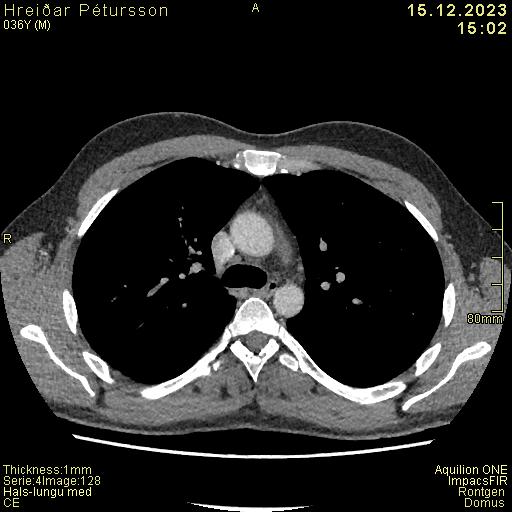 Hreiðar Pétursson
A
15.12.2023
036Y (M)
15:02
R
80mm
Thickness:1mm
Aquilion ONE
Serie:4Image:128
ImpacsFIR
Hals-lungu med
Rontgen
CE
Domus